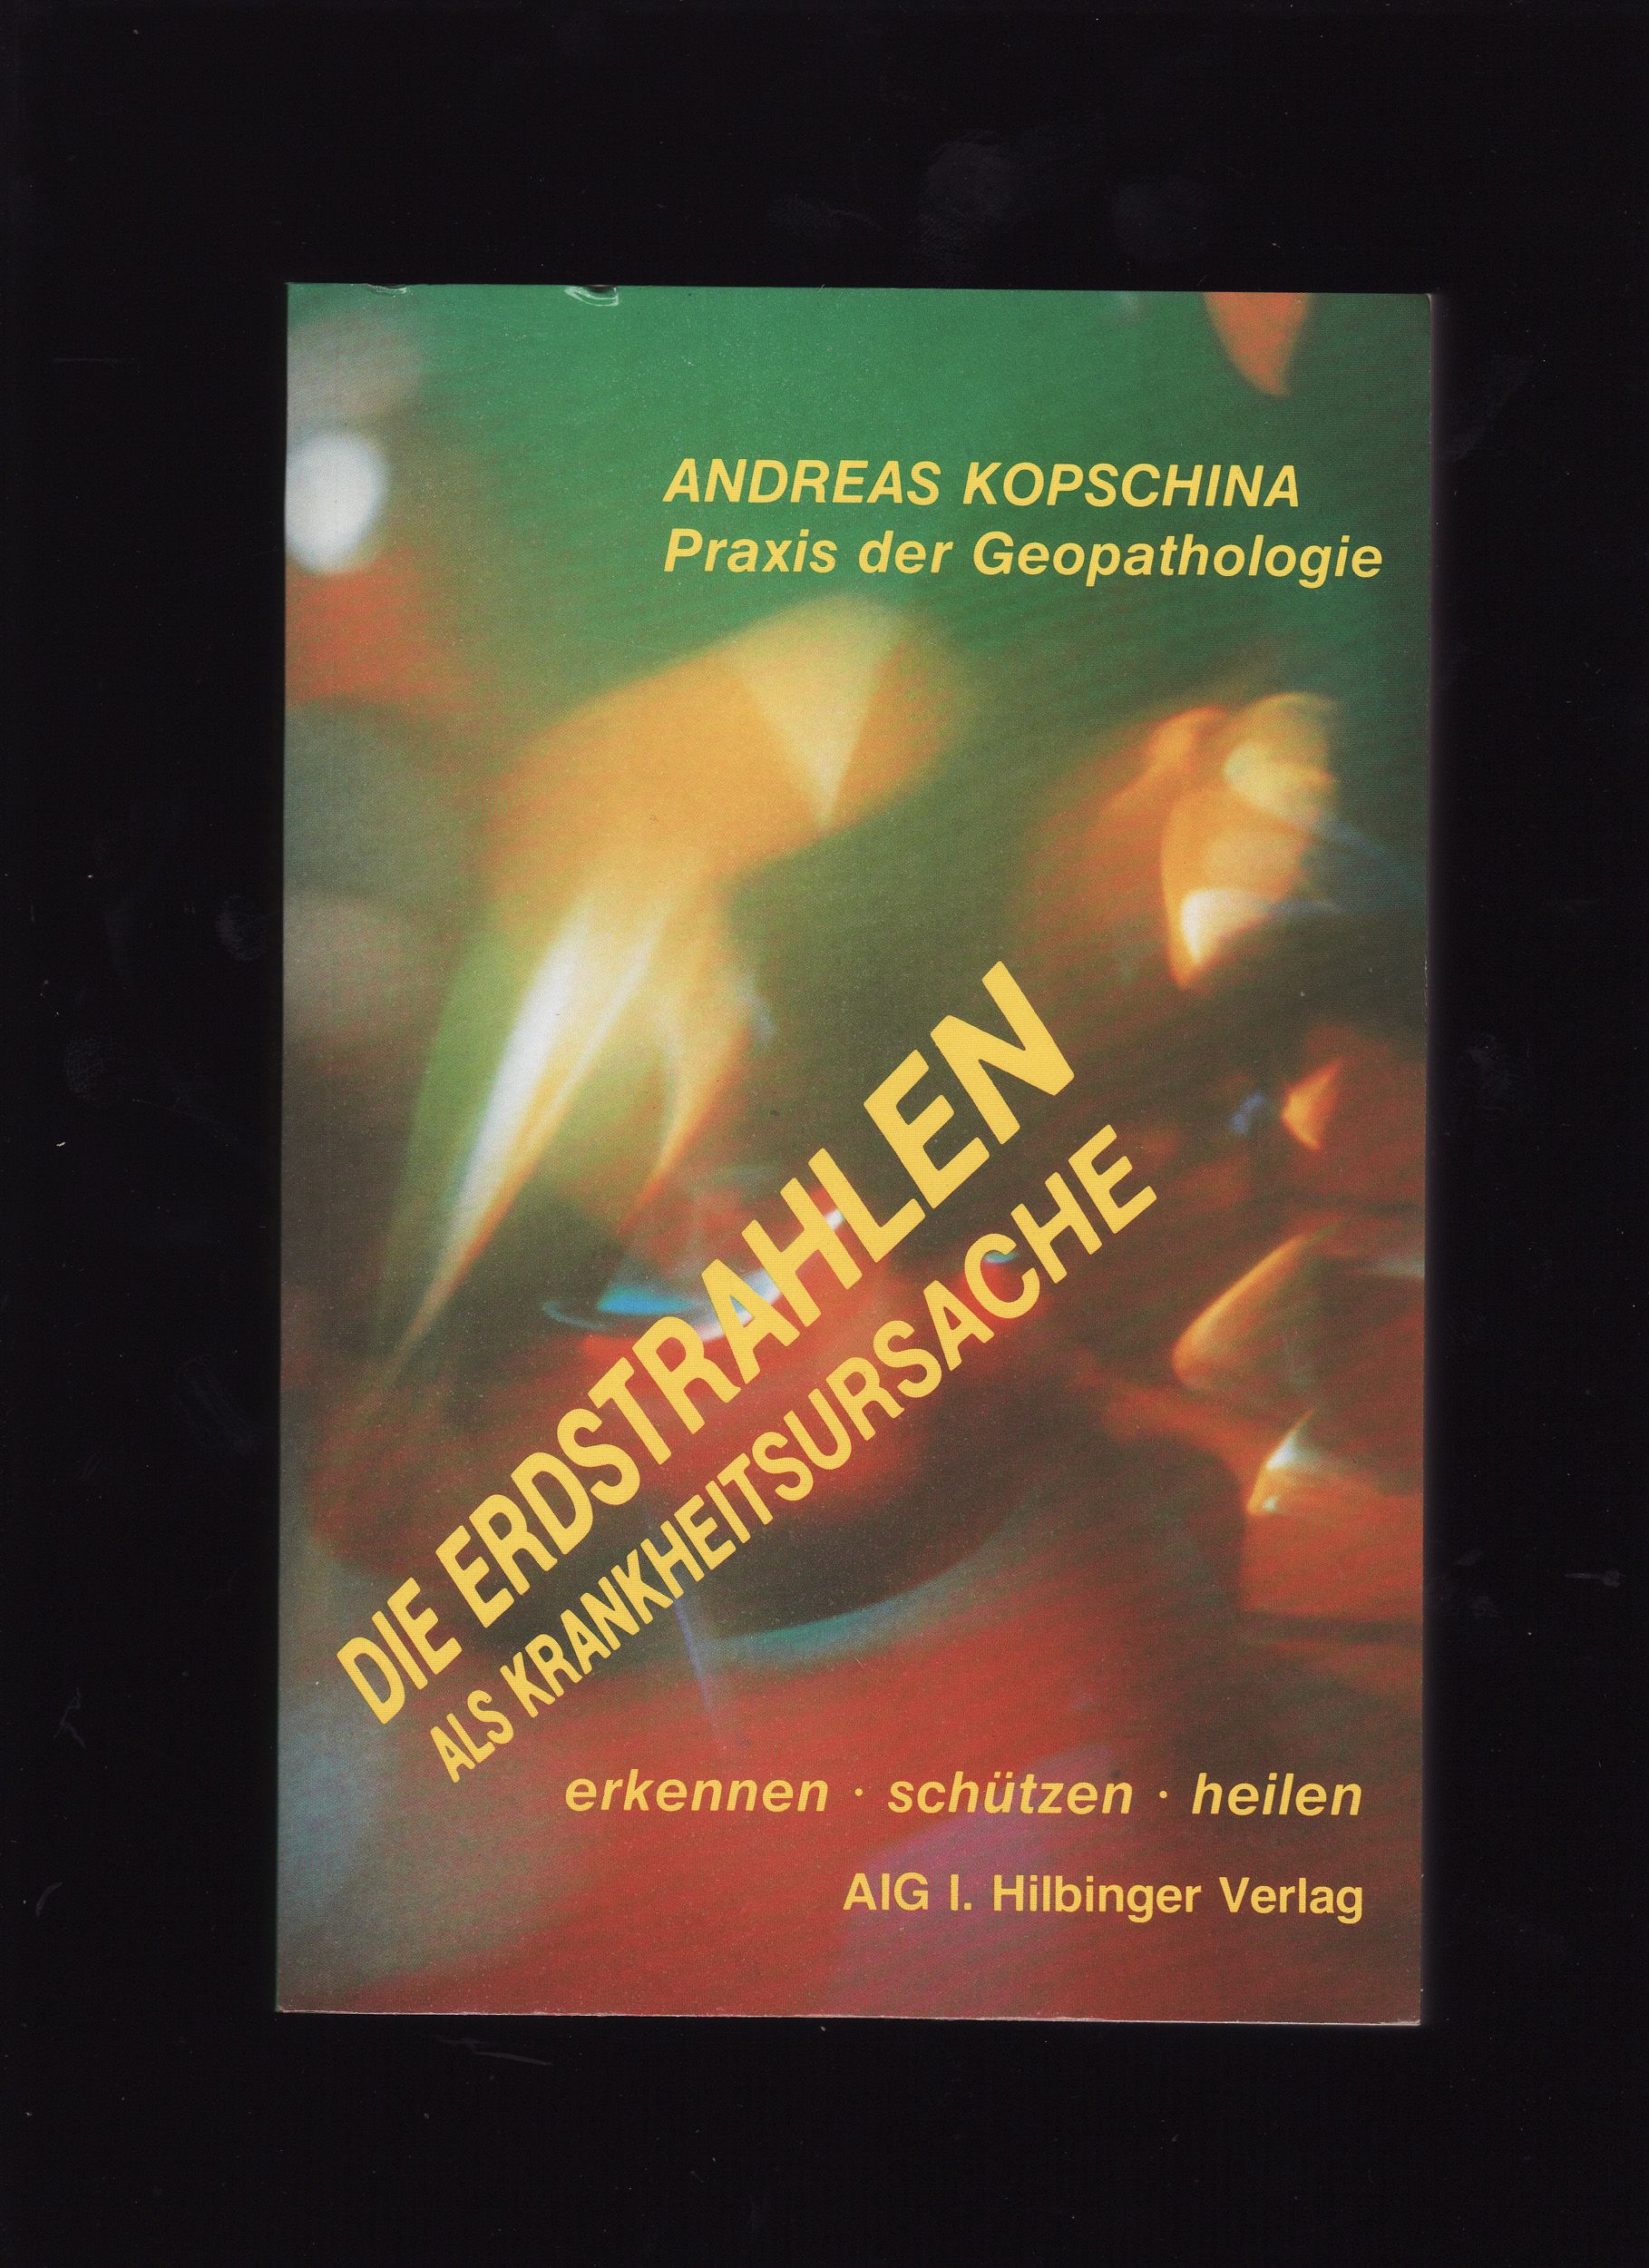 ANDREAS KOPSCHINA
Praxis der Geopathologie
DIE ERDSTRAHLEN
ALS KRANKHEITSURSACHE
erkennen · schützen · heilen
AIG I. Hilbinger Verlag